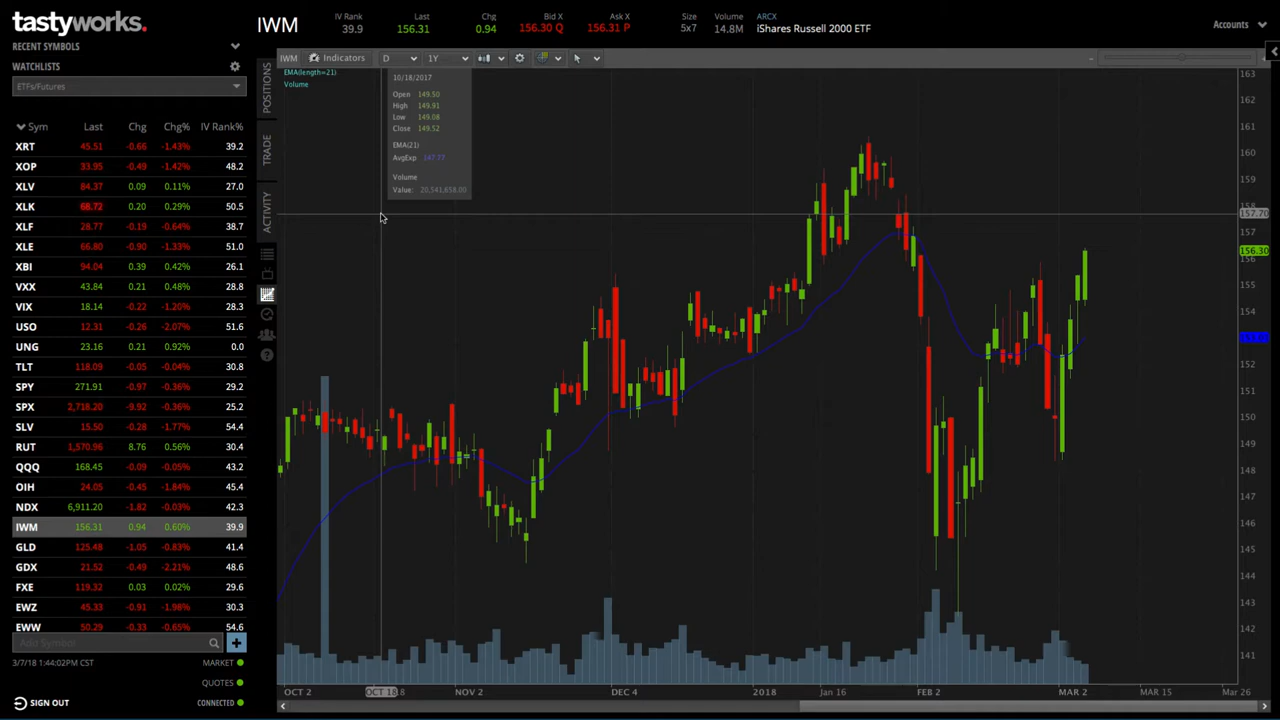 tastyworks.
RECENT SYMBOLS
WATCHLISTS
ETFs/Futures
Sym Last Chg Chg% IV Rank%
XRT 45.51 -0.66 -1.43% 39.2
XOP 33.95 -0.49 -1.42% 48.2
XLV 84.37 0.09 0.11% 27.0
XLK 68.72 0.20 0.29% 50.5
XLF 28.77 -0.19 -0.64% 38.7
XLE 66.80 -0.90 -1.33% 51.0
XBI 94.04 0.39 0.42% 26.1
VXX 43.84 0.21 0.48% 28.8
VIX 18.14 -0.22 -1.20% 28.3
USO 12.31 -0.26 -2.07% 51.6
UNG 23.16 0.21 0.92% 0.0
TLT 118.09 -0.05 -0.04% 30.8
SPY 271.91 -0.97 -0.36% 29.2
SPX 2,718.20 -9.92 -0.36% 25.2
SLV 15.50 -0.28 -1.77% 54.4
RUT 1,570.96 8.76 0.56% 30.4
QQQ 168.45 -0.09 -0.05% 43.2
OIH 24.05 -0.45 -1.84% 45.4
NDX 6,911.20 -1.82 -0.03% 42.3
IWM 156.31 0.94 0.60% 39.9
GLD 125.49 -1.05 -0.83% 41.4
GDX 21.52 -0.49 -2.21% 48.6
FXE 119.32 0.03 0.02% 29.6
EWZ 45.33 -0.91 -1.98% 30.3
EWW 50.29 -0.33 -0.65% 54.6
Add Symbol
3/7/18 1:44:02PM CST
MARKET
QUOTES
SIGN OUT
CONNECTED
POSITIONS
TRADE
ACTIVITY
IWM
IV Rank Last Chg Bid X Ask X Size Volume ARCX
39.9 156.31 0.94 156.30 Q 156.31 P 5x7 14.8M iShares Russell 2000 ETF
Accounts
IWM Indicators D 1Y
EMA(length=21)
Volume
10/18/2017
Open 149.50
High 149.91
Low 149.08
Close 149.52
EMA(21)
AvgExp 147.77
Volume
Value: 20,541,658.00
163
162
161
160
159
158
157.70
157
156.30
156
155
154
152
151
150
149
148
147
146
145
144
143
142
141
OCT 2 OCT 18 8 NOV 2 DEC 4 2018 Jan 16 FEB 2 MAR 2 MAR 15 Mar 26